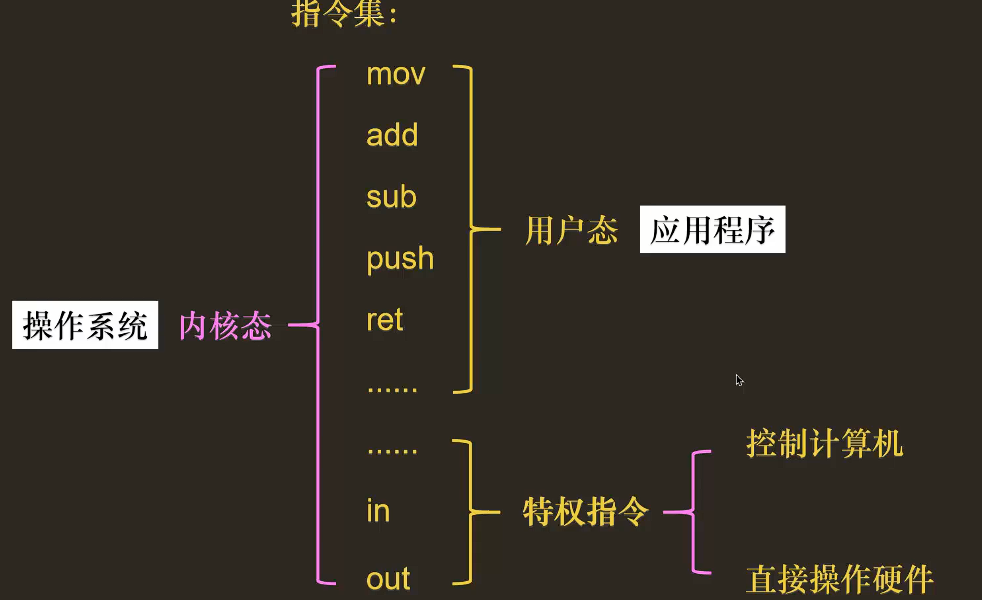 指令集:
mov
add
sub
push
ret
......
用户态 应用程序
操作系统 内核态
......
in
out
特权指令
控制计算机
直接操作硬件